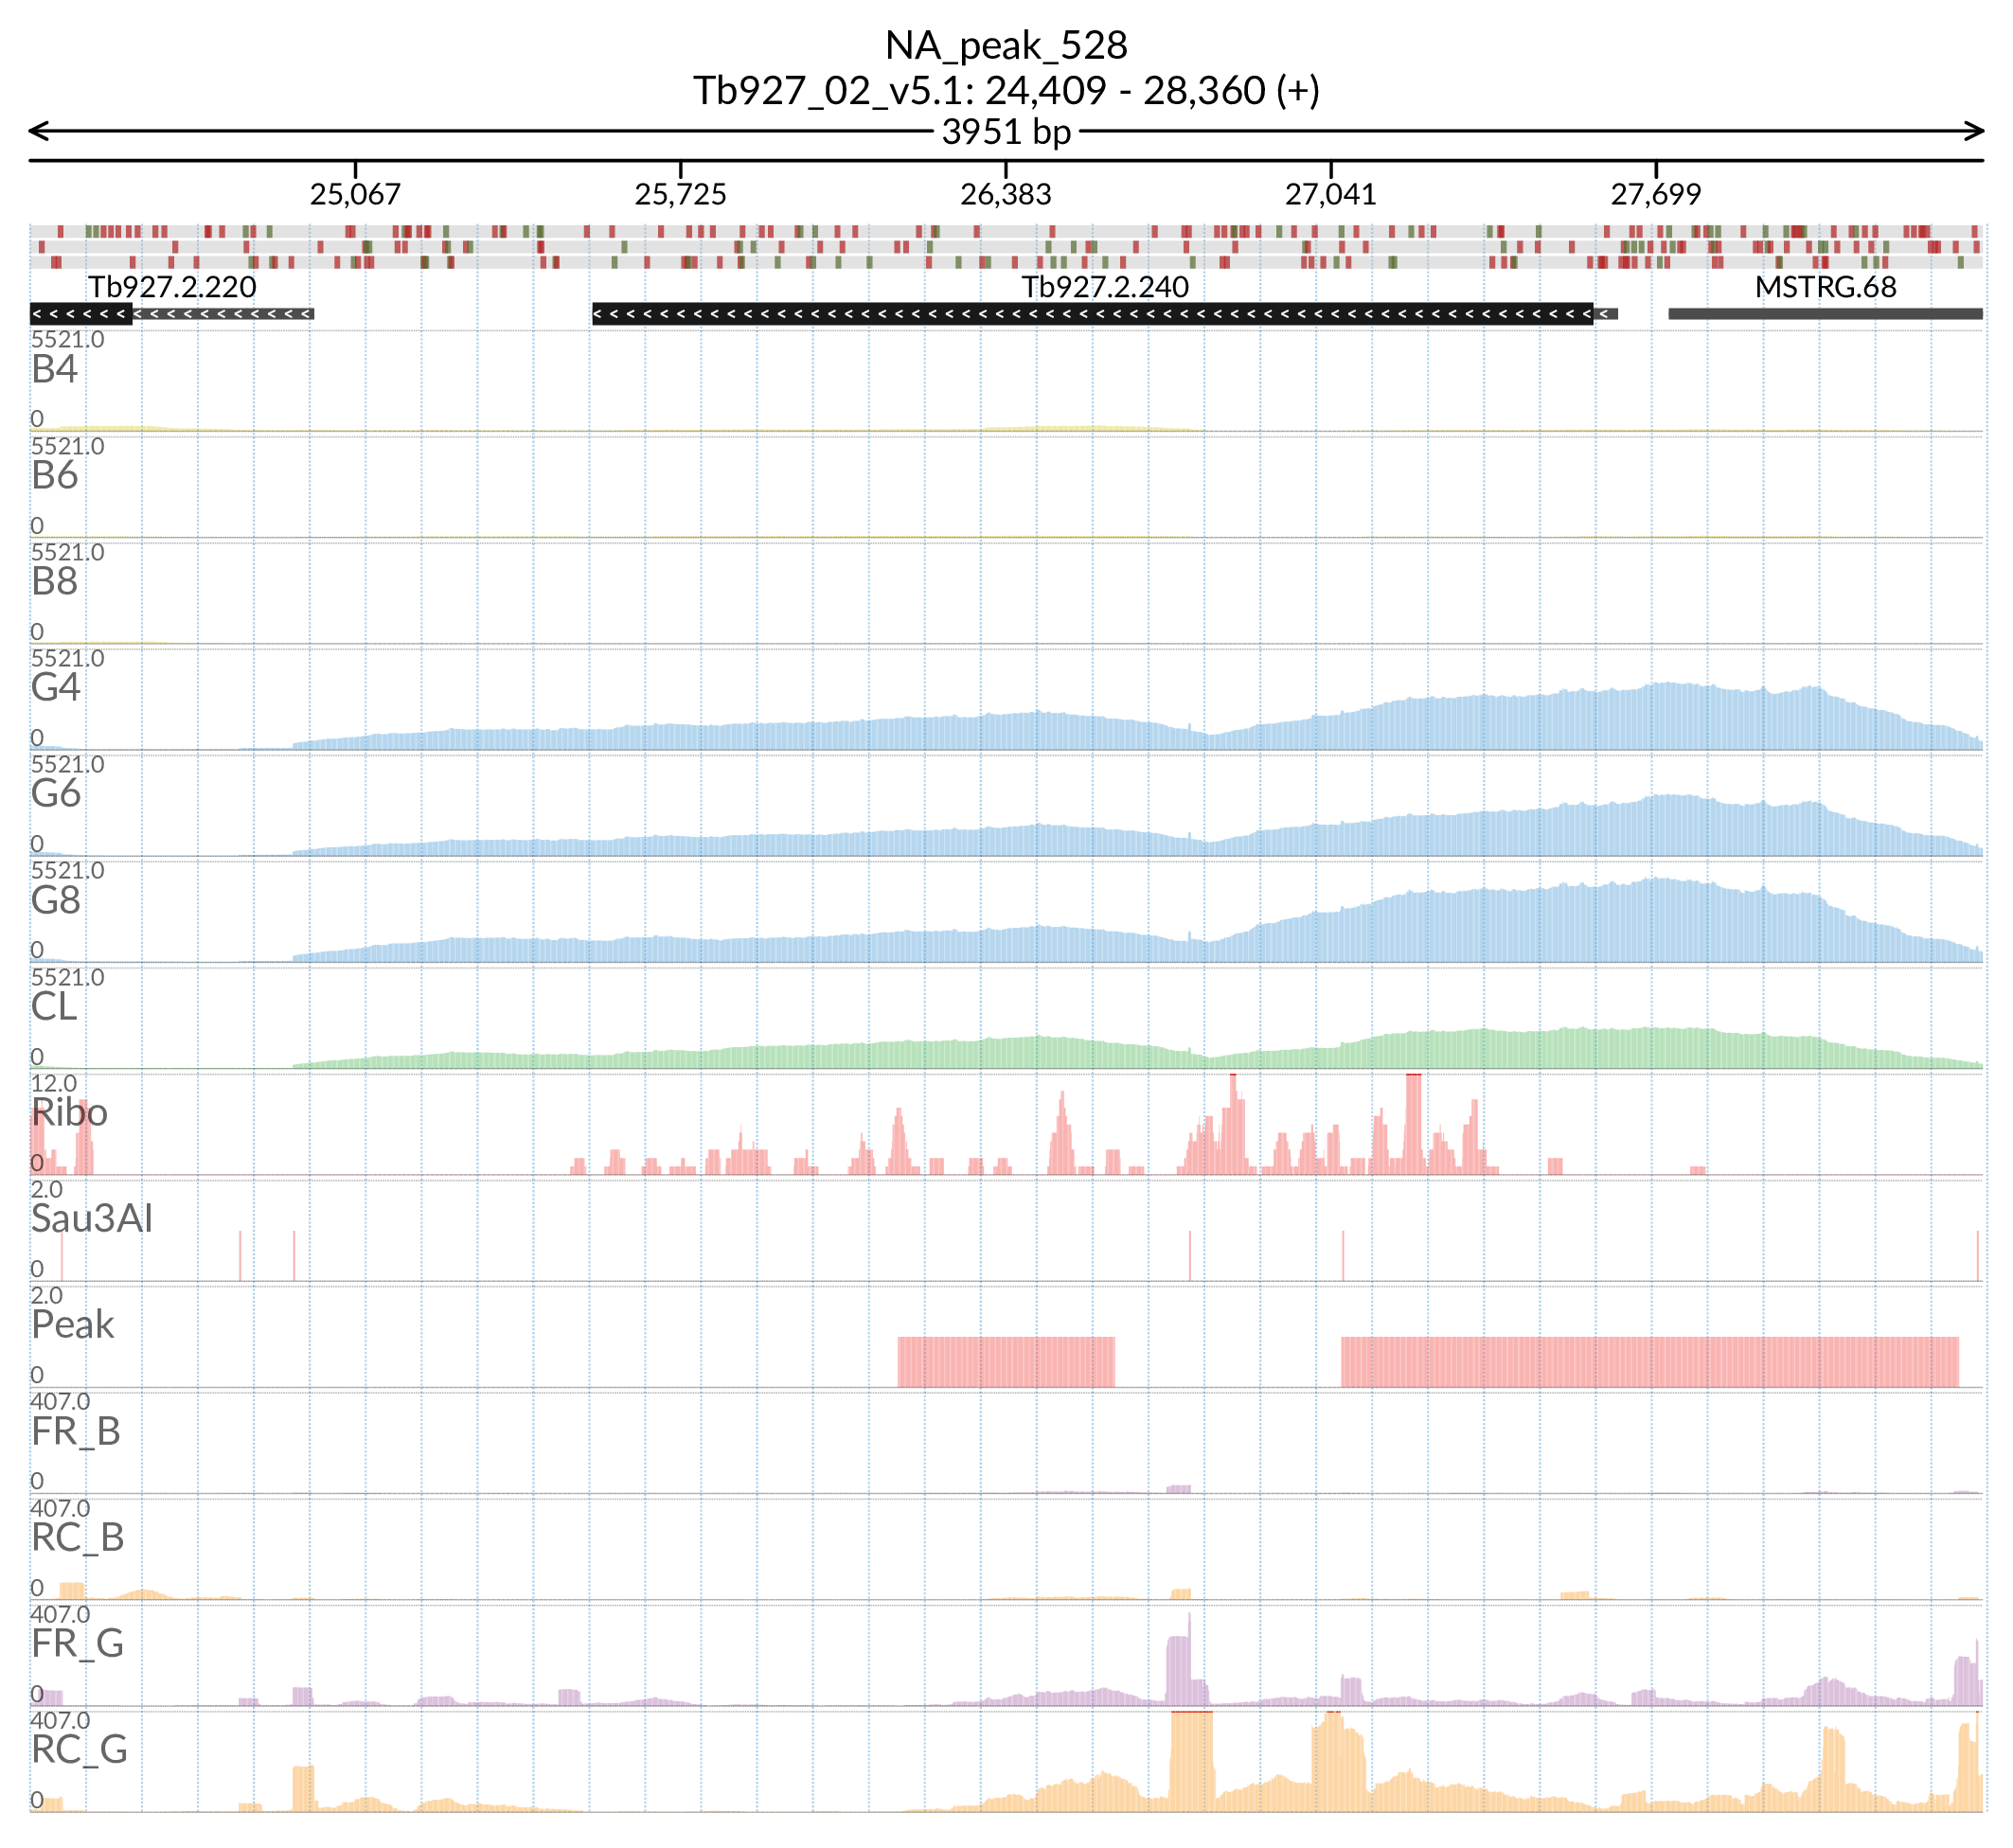 NA_peak_528
Tb927_02_v5.1: 24,409 - 28,360 (+)
3951 bp
25,067 25,725 26,383 27,041 27,699
Tb927.2.220 Tb927.2.240 MSTRG.68
5521.0
B4
0
5521.0
B6
0
5521.0
B8
0
5521.0
G4
0
5521.0
G6
0
5521.0
G8
0
5521.0
CL
0
12.0
Ribo
0
2.0
Sau3AI
0
2.0
Peak
0
407.0
FR_B
0
407.0
RC_B
0
407.0
FR_G
0
407.0
RC_G
0